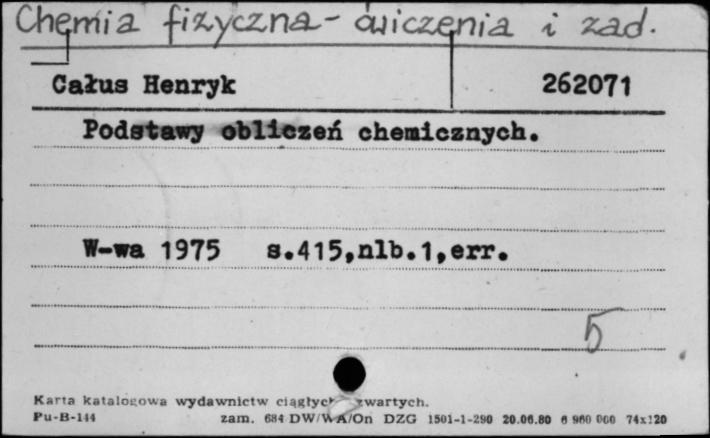 Chemia fizyczna - ćwiczenia i zad.
Całus Henryk 262071
Podstawy obliczeń chemicznych.
W-wa 1975 s.415,nlb.1,err.
5
Karta katalogowa wydawnictw ciągłych zwartych.
Pu-B-144 zam. 684 DW/WA/On DZG 1501-1-290 20.06.80 6 960 000 74x120